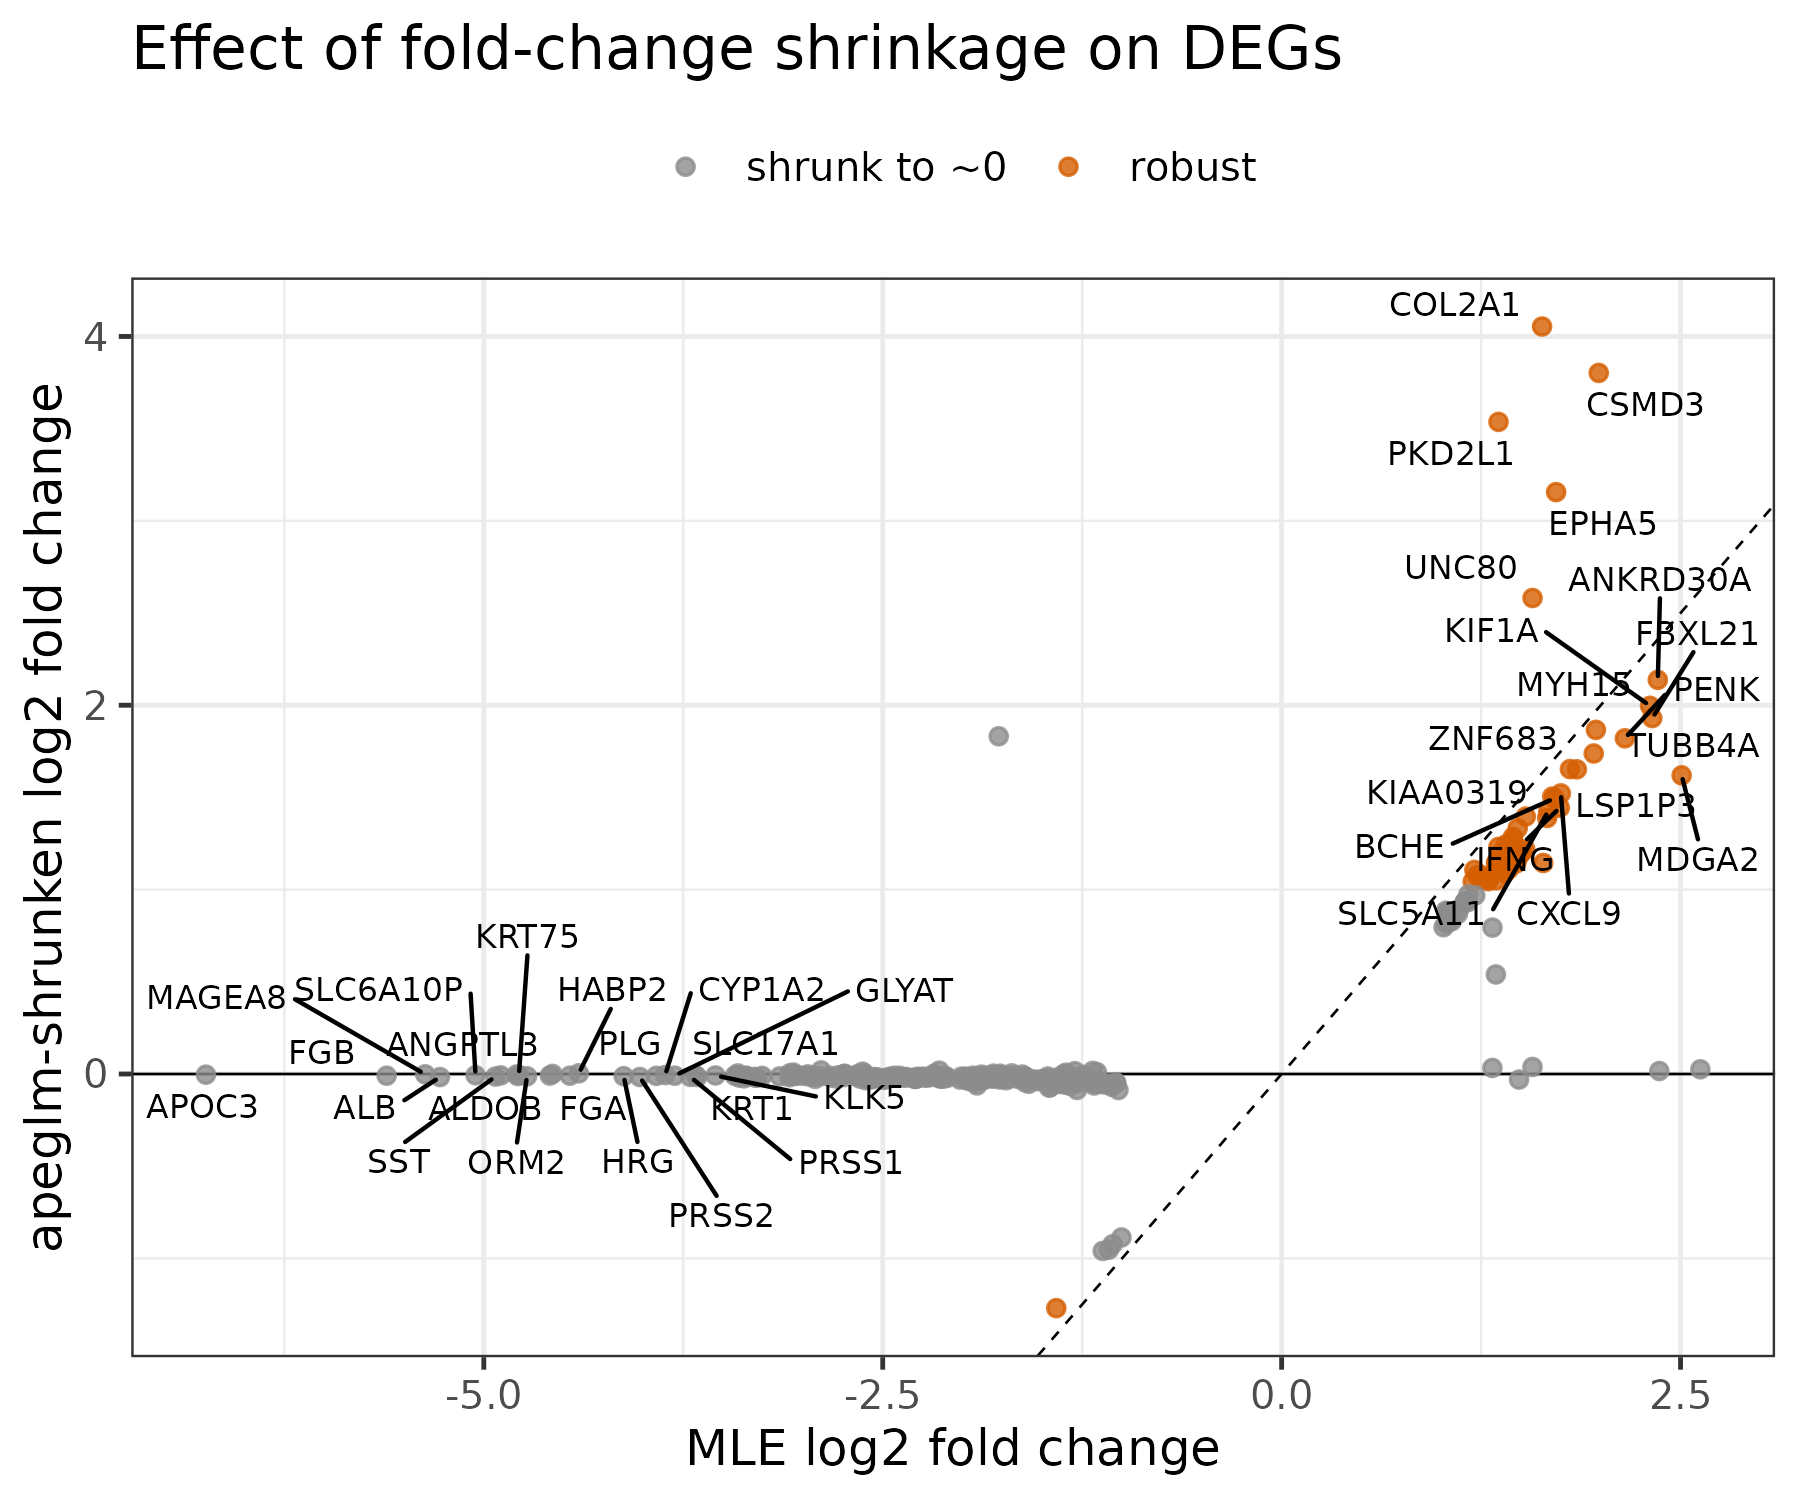 Effect of fold-change shrinkage on DEGs
shrunk to ~0
robust
apeglm-shrunken log2 fold change
4
2
0
COL2A1
CSMD3
PKD2L1
EPHA5
UNC80
ANKRD30A
KIF1A
FBXL21
MYH15
PENK
ZNF683
TUBB4A
KIAA0319
LSP1P3
BCHE
IFNG
MDGA2
SLC5A11
CXCL9
KRT75
MAGEA8
SLC6A10P
HABP2
CYP1A2
GLYAT
FGB
ANGPTL3
PLG
SLC17A1
APOC3
ALB
ALDOB
FGA
KRT1
KLK5
SST
ORM2
HRG
PRSS1
PRSS2
-5.0
-2.5
0.0
2.5
MLE log2 fold change